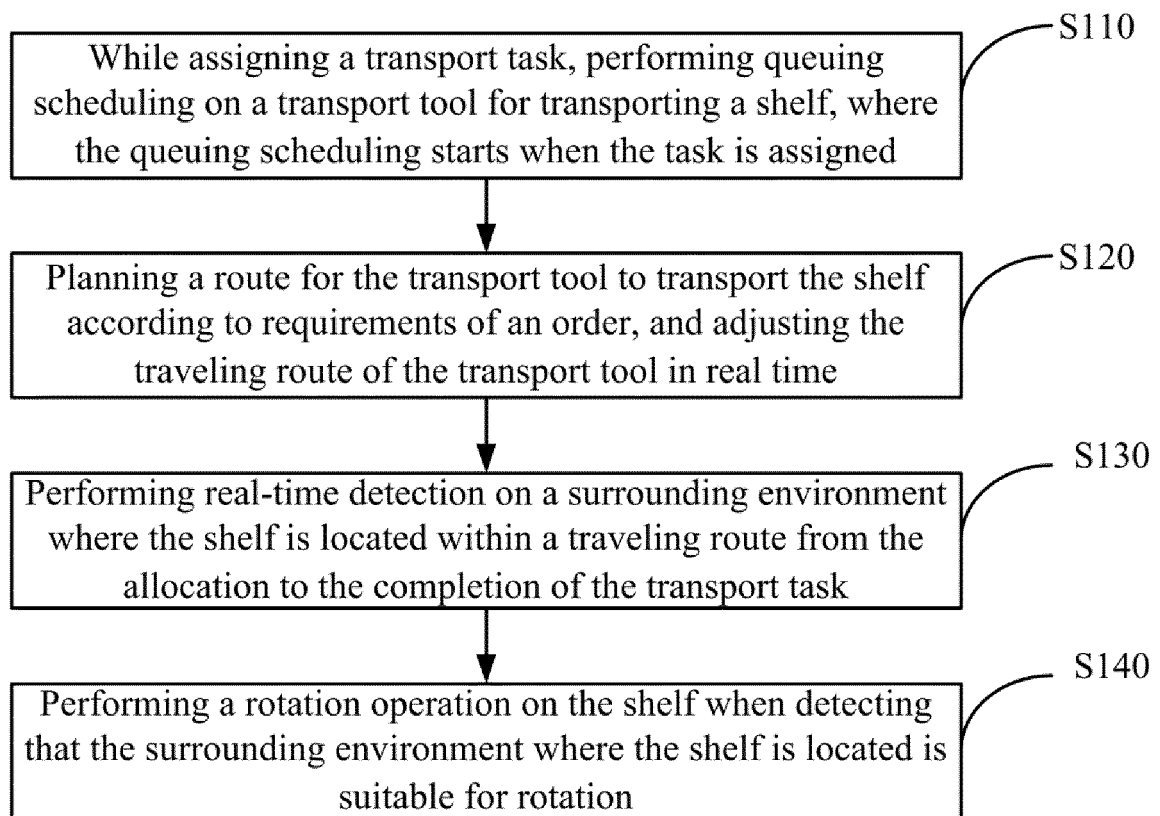 S110
While assigning a transport task, performing queuing
scheduling on a transport tool for transporting a shelf, where
the queuing scheduling starts when the task is assigned
S120
Planning a route for the transport tool to transport the shelf
according to requirements of an order, and adjusting the
traveling route of the transport tool in real time
S130
Performing real-time detection on a surrounding environment
where the shelf is located within a traveling route from the
allocation to the completion of the transport task
S140
Performing a rotation operation on the shelf when detecting
that the surrounding environment where the shelf is located is
suitable for rotation